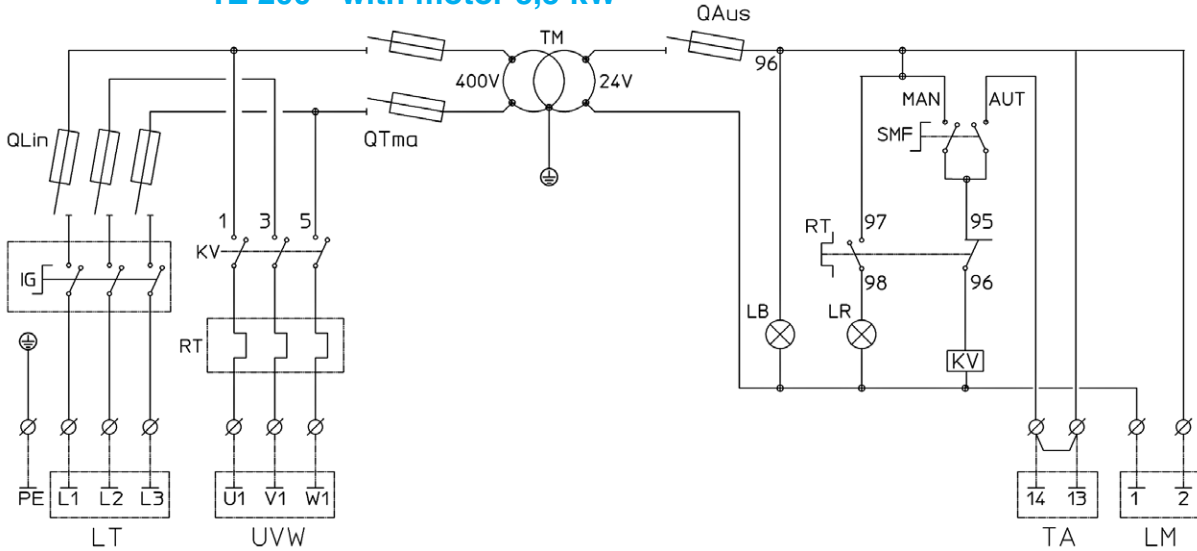 QAus
TM
96
400V
24V
MAN
AUT
SMF
QLin
QTma
1
3
5
97
95
RT
KV
IG
98
96
LB
LR
RT
KV
PE
L1
L2
L3
U1
V1
W1
14
13
1
2
LT
UVW
TA
LM